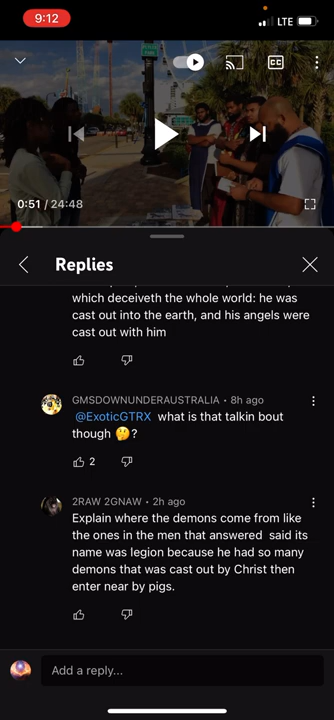 9:12
LTE
CC
0:51 / 24:48
Replies
which deceiveth the whole world: he was
cast out into the earth, and his angels were
cast out with him
GMSDOWNUNDERAUSTRALIA • 8h ago
@ExoticGTRX what is that talkin bout
though 🤔?
2
2RAW 2GNAW • 2h ago
Explain where the demons come from like
the ones in the men that answered said its
name was legion because he had so many
demons that was cast out by Christ then
enter near by pigs.
Add a reply...